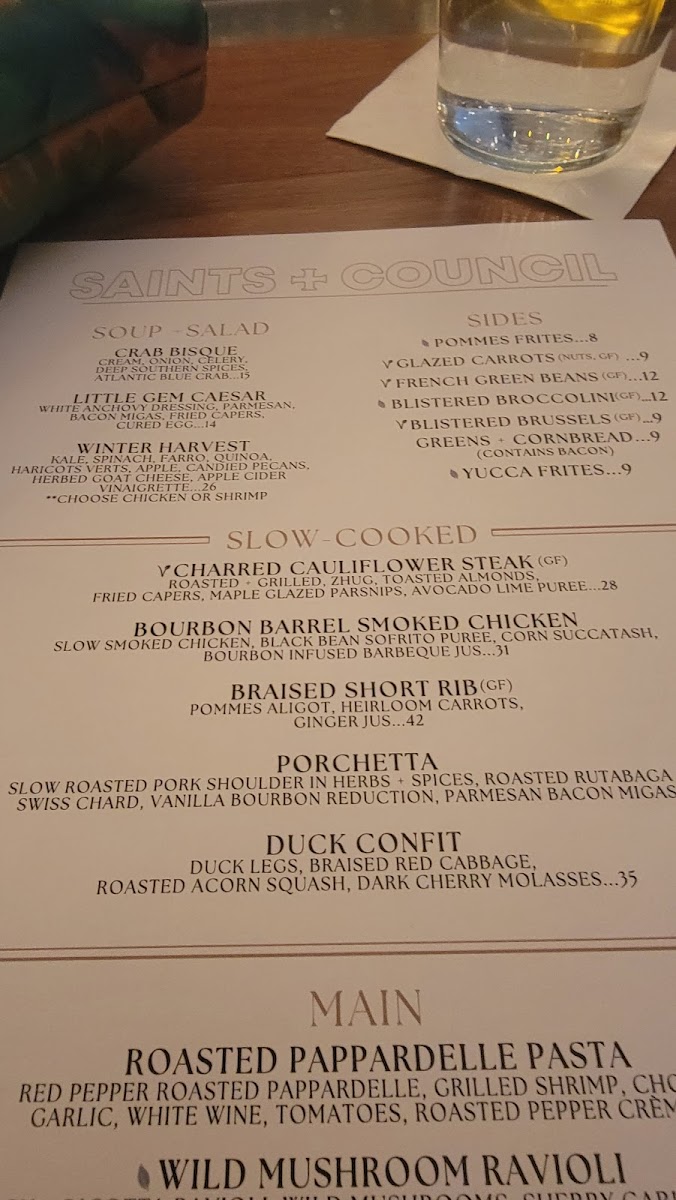 SAINTS + COUNCIL
SOUP + SALAD
CRAB BISQUE
CREAM, ONION, CELERY,
DEEP SOUTHERN SPICES,
ATLANTIC BLUE CRAB...15
LITTLE GEM CAESAR
WHITE ANCHOVY DRESSING, PARMESAN,
BACON MIGAS, FRIED CAPERS,
CURED EGG...14
WINTER HARVEST
KALE, SPINACH, FARRO, QUINOA,
HARICOTS VERTS, APPLE, CANDIED PECANS,
HERBED GOAT CHEESE, APPLE CIDER
VINAIGRETTE...26
**CHOOSE CHICKEN OR SHRIMP
SIDES
POMMES FRITES...8
GLAZED CARROTS (NUTS, GF) ...9
FRENCH GREEN BEANS (GF)...12
BLISTERED BROCCOLINI(GF)...12
BLISTERED BRUSSELS (GF)...9
GREENS + CORNBREAD...9
(CONTAINS BACON)
YUCCA FRITES...9
SLOW-COOKED
CHARRED CAULIFLOWER STEAK (GF)
ROASTED + GRILLED, ZHUG, TOASTED ALMONDS,
FRIED CAPERS, MAPLE GLAZED PARSNIPS, AVOCADO LIME PUREE...28
BOURBON BARREL SMOKED CHICKEN
SLOW SMOKED CHICKEN, BLACK BEAN SOFRITO PUREE, CORN SUCCATASH,
BOURBON INFUSED BARBEQUE JUS...31
BRAISED SHORT RIB(GF)
POMMES ALIGOT, HEIRLOOM CARROTS,
GINGER JUS...42
PORCHETTA
SLOW ROASTED PORK SHOULDER IN HERBS + SPICES, ROASTED RUTABAGA
SWISS CHARD, VANILLA BOURBON REDUCTION, PARMESAN BACON MIGAS
DUCK CONFIT
DUCK LEGS, BRAISED RED CABBAGE,
ROASTED ACORN SQUASH, DARK CHERRY MOLASSES...35
MAIN
ROASTED PAPPARDELLE PASTA
RED PEPPER ROASTED PAPPARDELLE, GRILLED SHRIMP,
GARLIC, WHITE WINE, TOMATOES, ROASTED PEPPER
WILD MUSHROOM RAVIOLI